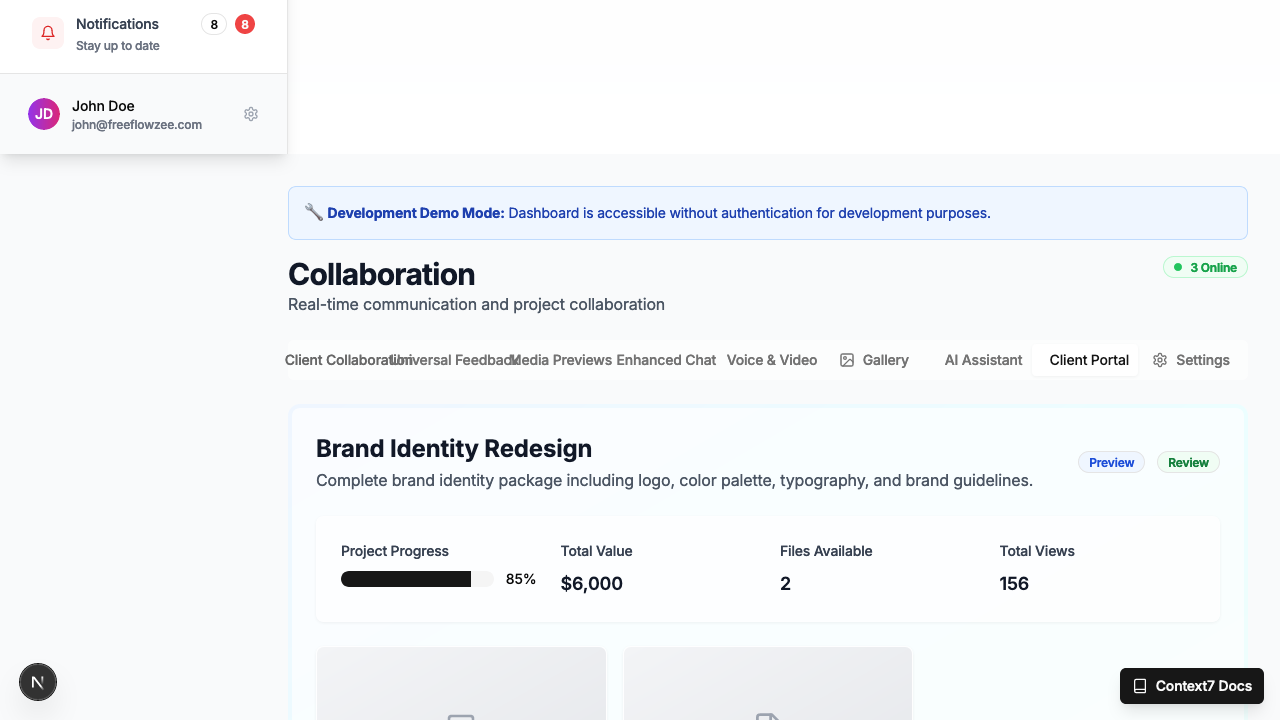 Notifications
8
8
Stay up to date
JD
John Doe
john@freeflowzee.com
🔧 Development Demo Mode: Dashboard is accessible without authentication for development purposes.
Collaboration
3 Online
Real-time communication and project collaboration
Client Collaboration
Universal Feedback
Media Previews
Enhanced Chat
Voice & Video
Gallery
AI Assistant
Client Portal
Settings
Brand Identity Redesign
Preview
Review
Complete brand identity package including logo, color palette, typography, and brand guidelines.
Project Progress
85%
Total Value
$6,000
Files Available
2
Total Views
156
N
Context7 Docs